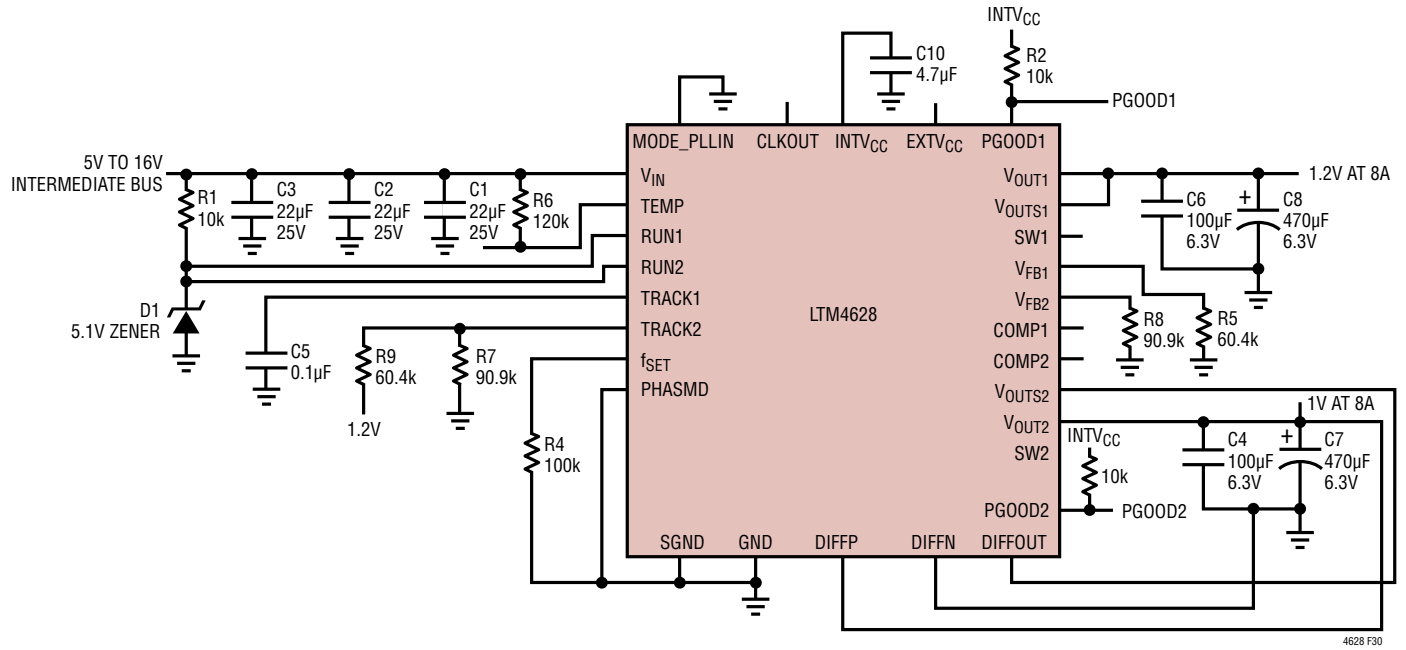 INTVCC
C10
4.7µF
R2
10k
PGOOD1
MODE_PLLIN
CLKOUT
INTVCC
EXTVCC
PGOOD1
5V TO 16V
INTERMEDIATE BUS
R1
10k
C3
22µF
25V
C2
22µF
25V
C1
22µF
25V
R6
120k
VIN
TEMP
RUN1
RUN2
TRACK1
TRACK2
fSET
PHASMD
LTM4628
VOUT1
VOUTS1
SW1
VFB1
VFB2
COMP1
COMP2
VOUTS2
VOUT2
SW2
PGOOD2
1.2V AT 8A
C6
100µF
6.3V
+
C8
470µF
6.3V
D1
5.1V ZENER
C5
0.1µF
R9
60.4k
1.2V
R7
90.9k
R4
100k
R8
90.9k
R5
60.4k
1V AT 8A
INTVCC
10k
PGOOD2
C4
100µF
6.3V
+
C7
470µF
6.3V
SGND
GND
DIFFP
DIFFN
DIFFOUT
4628 F30